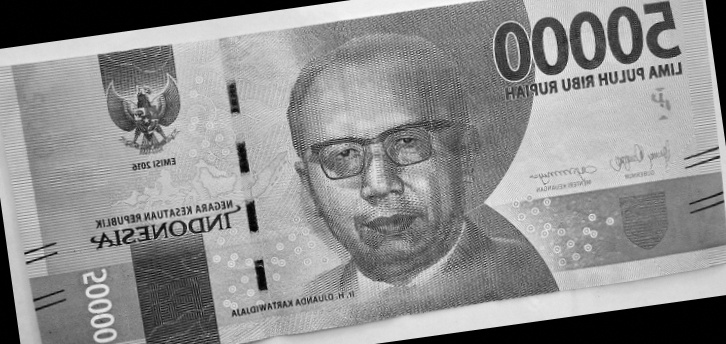 50000
LIMA PULUH RIBU RUPIAH
EMISI 2016
NEGARA KESATUAN REPUBLIK
INDONESIA
GUBERNUR
MENTERI KEUANGAN
50000
Ir. H. DJUANDA KARTAWIDJAJA